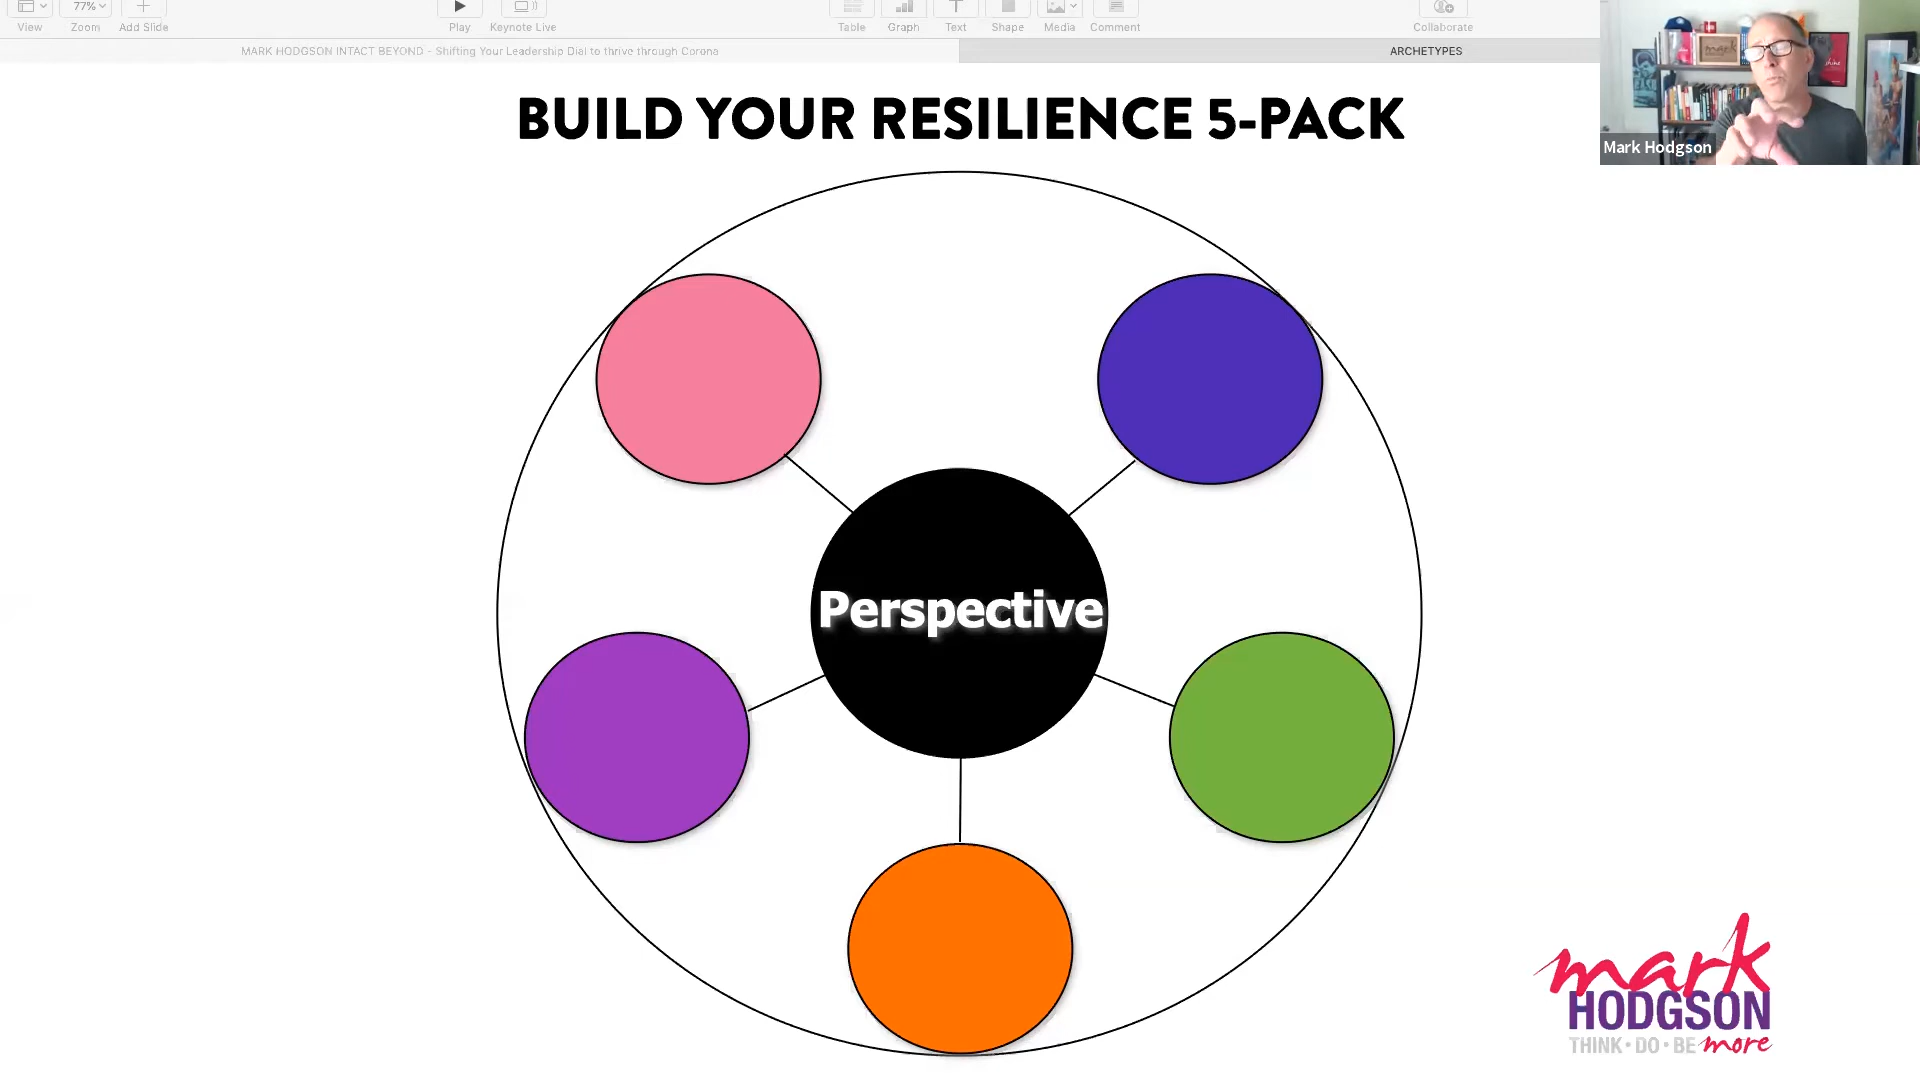 77%
View
Zoom
Add Slide
Play
Keynote Live
Table
Graph
Text
Shape
Media
Comment
Collaborate
MARK HODGSON INTACT BEYOND - Shifting Your Leadership Dial to thrive through Corona
ARCHETYPES
BUILD YOUR RESILIENCE 5-PACK
mark
Mark Hodgson
Perspective
mark
HODGSON
THINK • DO • BE more